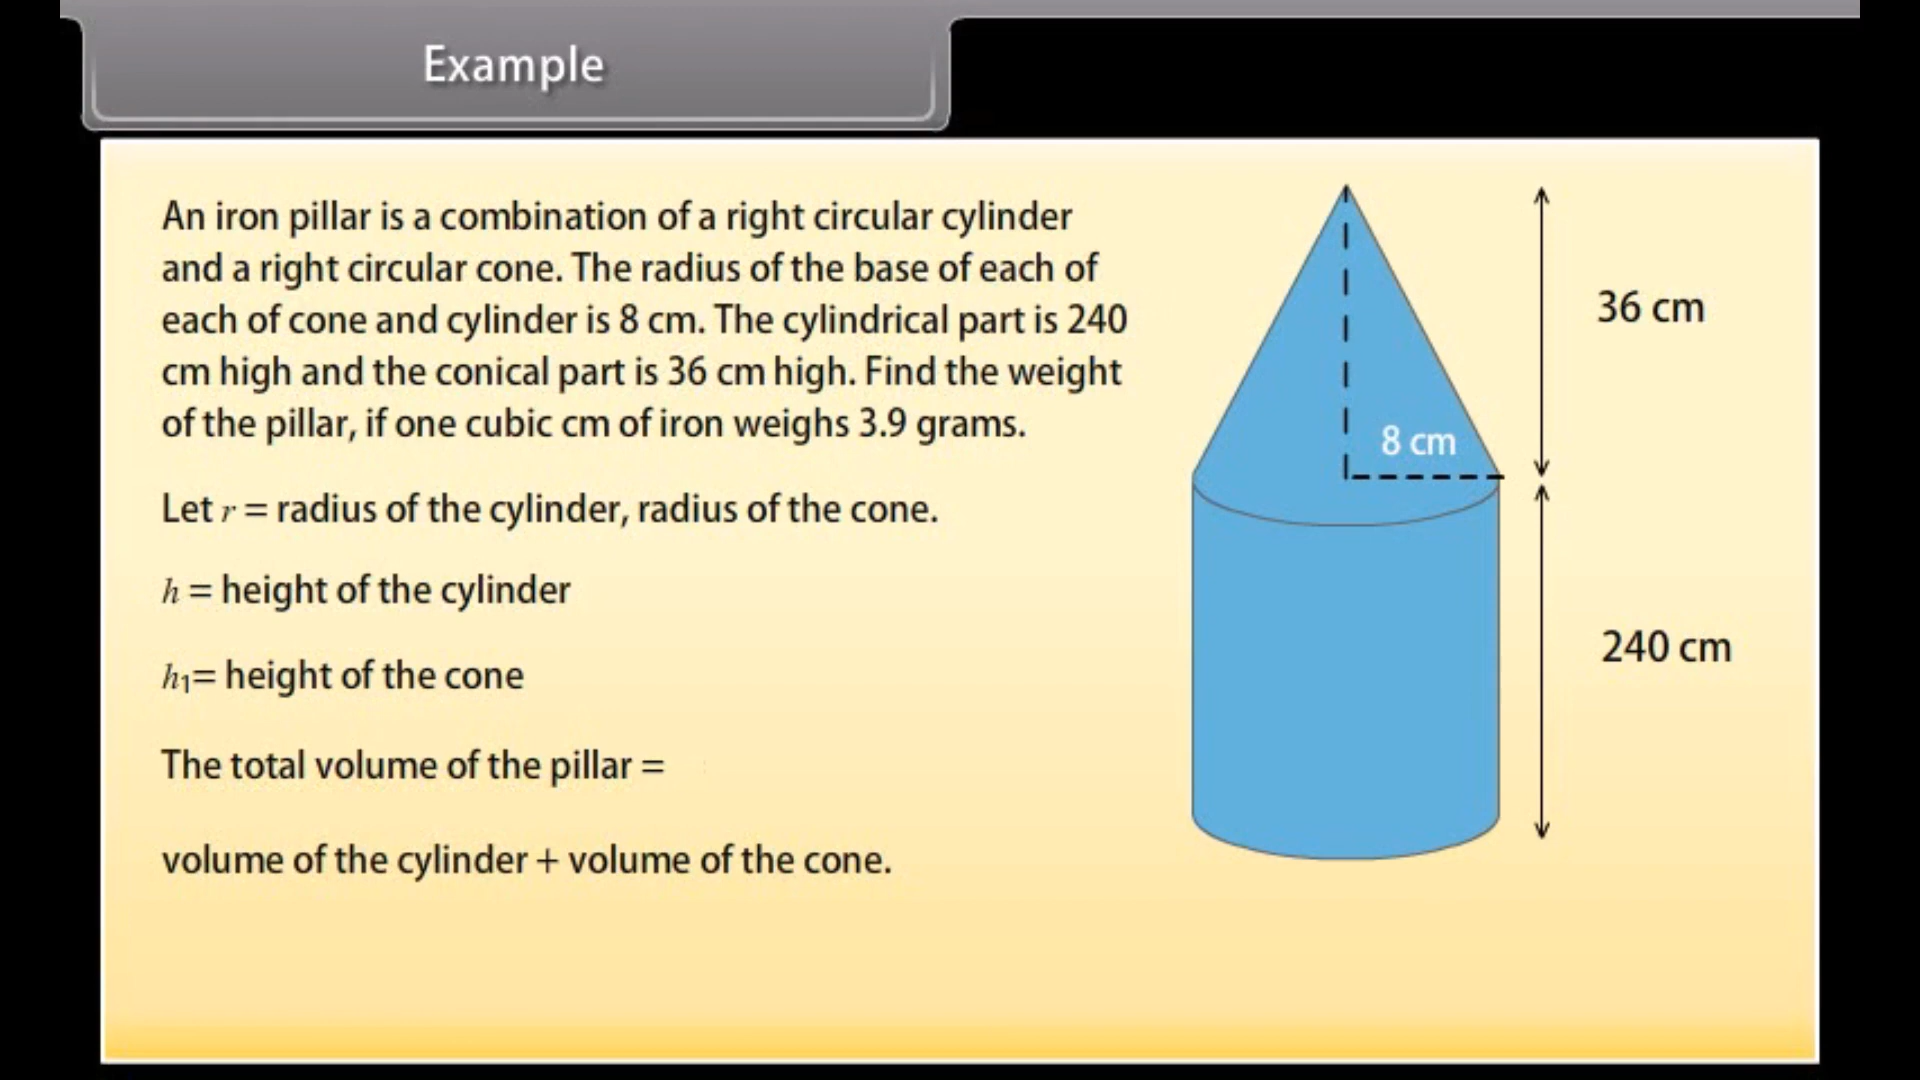 Example
An iron pillar is a combination of a right circular cylinder
and a right circular cone. The radius of the base of each of
each of cone and cylinder is 8 cm. The cylindrical part is 240
cm high and the conical part is 36 cm high. Find the weight
of the pillar, if one cubic cm of iron weighs 3.9 grams.
Let r = radius of the cylinder, radius of the cone.
h = height of the cylinder
h₁= height of the cone
The total volume of the pillar =
volume of the cylinder + volume of the cone.
36 cm
8 cm
240 cm